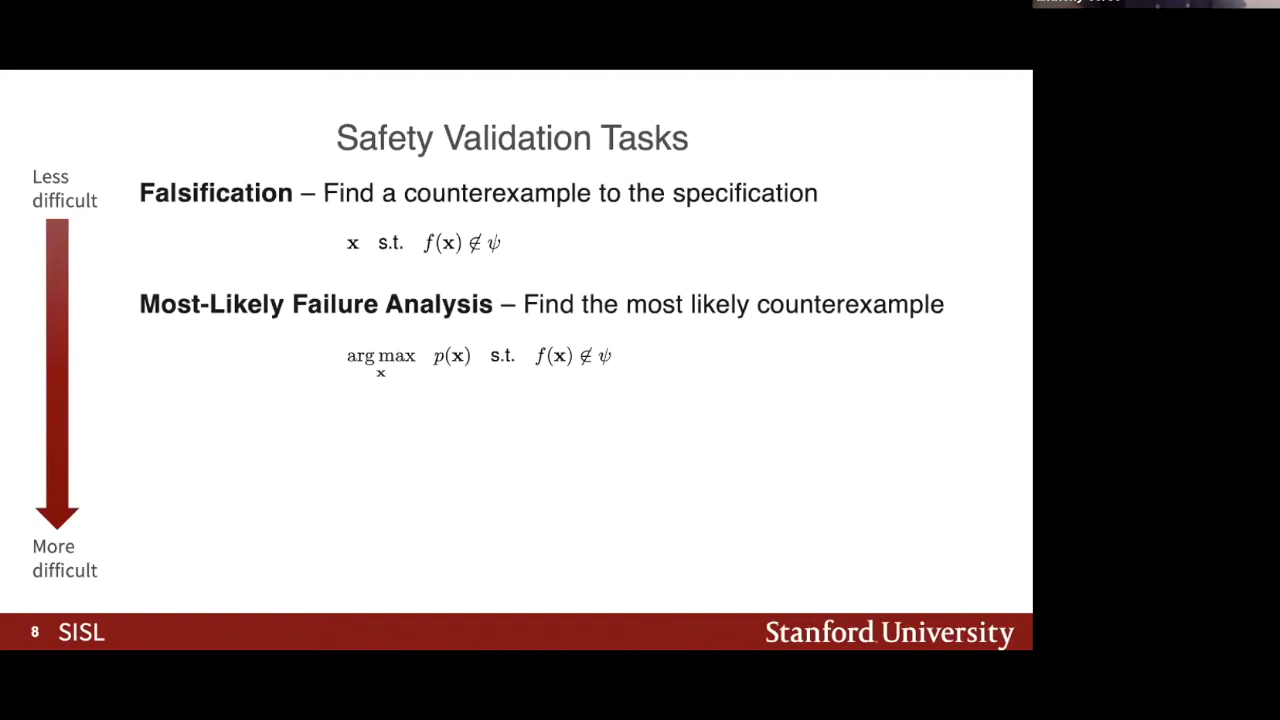 Safety Validation Tasks
Less
difficult
Falsification – Find a counterexample to the specification
x s.t. f(x) ∉ ψ
Most-Likely Failure Analysis – Find the most likely counterexample
arg max p(x) s.t. f(x) ∉ ψ
x
More
difficult
8 SISL
Stanford University